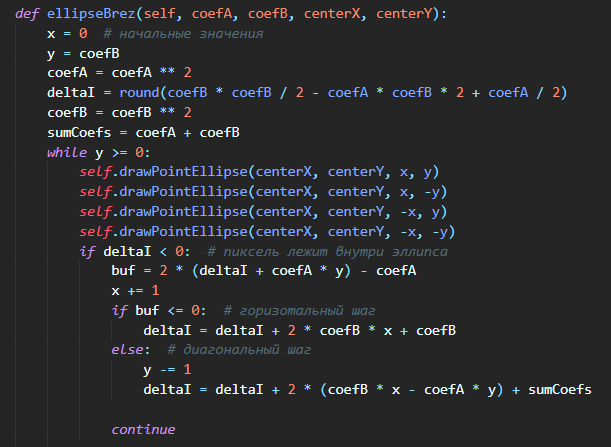 def ellipseBrez(self, coefA, coefB, centerX, centerY):
    x = 0  # начальные значения
    y = coefB
    coefA = coefA ** 2
    deltaI = round(coefB * coefB / 2 - coefA * coefB * 2 + coefA / 2)
    coefB = coefB ** 2
    sumCoefs = coefA + coefB
    while y >= 0:
        self.drawPointEllipse(centerX, centerY, x, y)
        self.drawPointEllipse(centerX, centerY, x, -y)
        self.drawPointEllipse(centerX, centerY, -x, y)
        self.drawPointEllipse(centerX, centerY, -x, -y)
        if deltaI < 0:  # пиксель лежит внутри эллипса
            buf = 2 * (deltaI + coefA * y) - coefA
            x += 1
            if buf <= 0:  # горизотальный шаг
                deltaI = deltaI + 2 * coefB * x + coefB
            else:  # диагональный шаг
                y -= 1
                deltaI = deltaI + 2 * (coefB * x - coefA * y) + sumCoefs

            continue